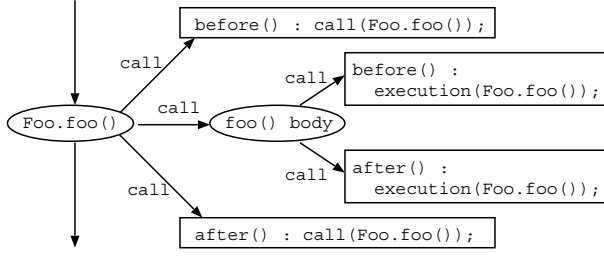 before() : call(Foo.foo());
call
before() :
execution(Foo.foo());
call
call
Foo.foo()
foo() body
after() :
execution(Foo.foo());
call
call
after() : call(Foo.foo());